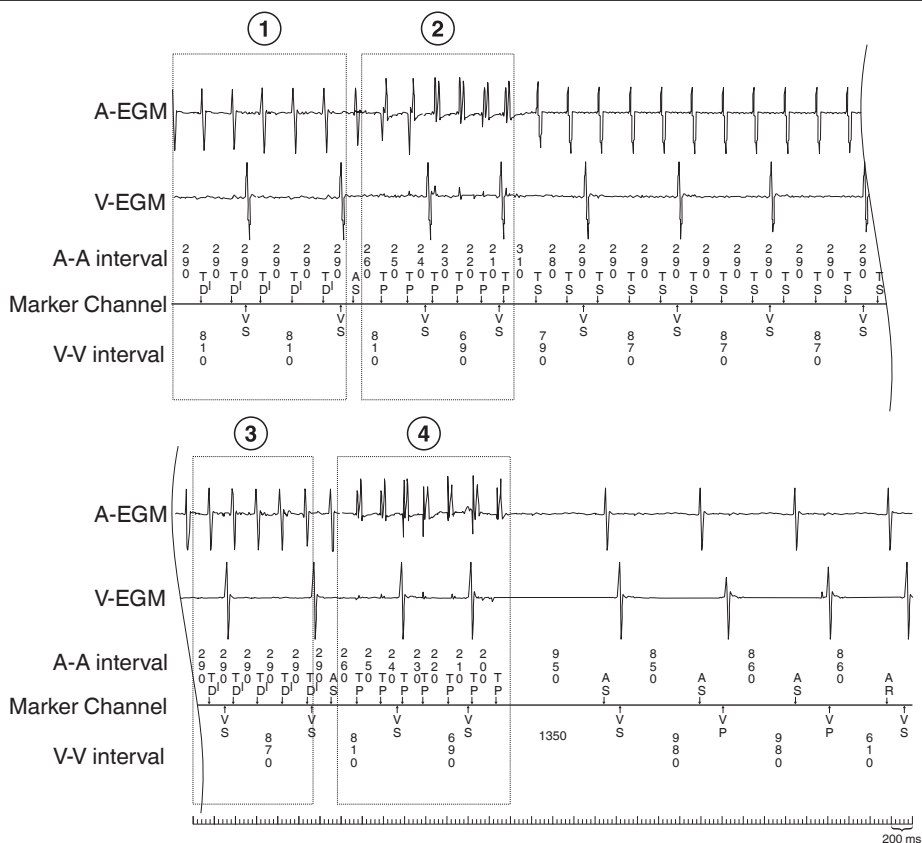 1 2
A-EGM
V-EGM
A-A interval 290 290 290 290 290 290 260 250 240 230 220 210 310 280 290 290 290 290 290 290 290 290 290 290
TD TD TD TD TD AS TP TP TP TP TP TP TS TS TS TS TS TS TS TS TS TS TS TS
Marker Channel
VS VS VS VS VS VS VS VS
V-V interval 810 810 810 690 790 870 870 870
3 4
A-EGM
V-EGM
A-A interval 290 290 290 290 290 290 260 250 240 230 220 210 200 950 850 860 860
TD TD TD TD TD AS TP TP TP TP TP TP TP AS AS AS AR
Marker Channel
VS VS VS VS VS VP VP VS
V-V interval 870 810 690 1350 980 980 610
200 ms